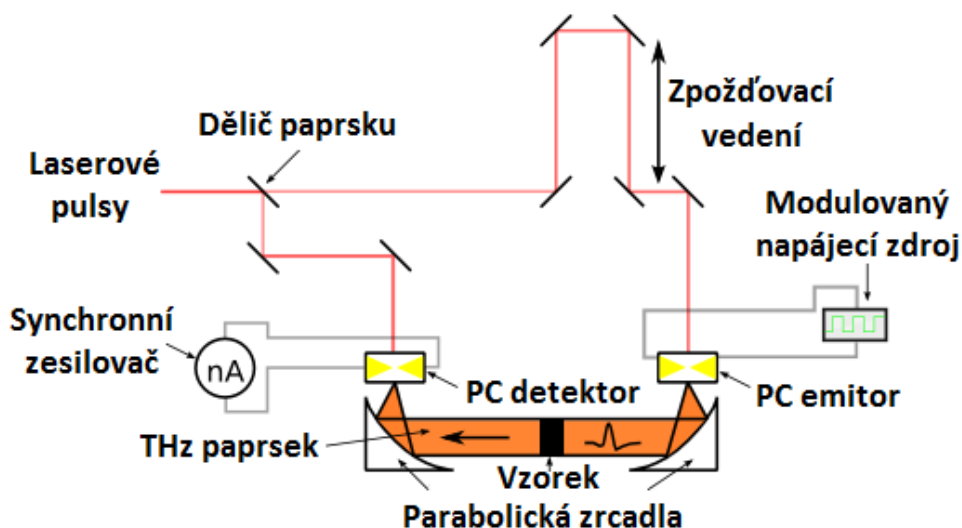 Zpožďovací
vedení
Dělič paprsku
Laserové
pulsy
Modulovaný
napájecí zdroj
Synchronní
zesilovač
nA
PC detektor
PC emitor
THz paprsek
Vzorek
Parabolická zrcadla